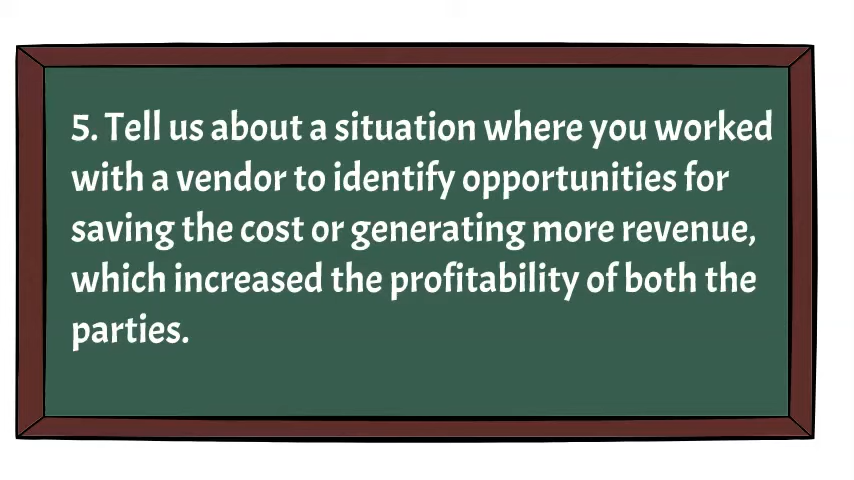 5. Tell us about a situation where you worked
with a vendor to identify opportunities for
saving the cost or generating more revenue,
which increased the profitability of both the
parties.